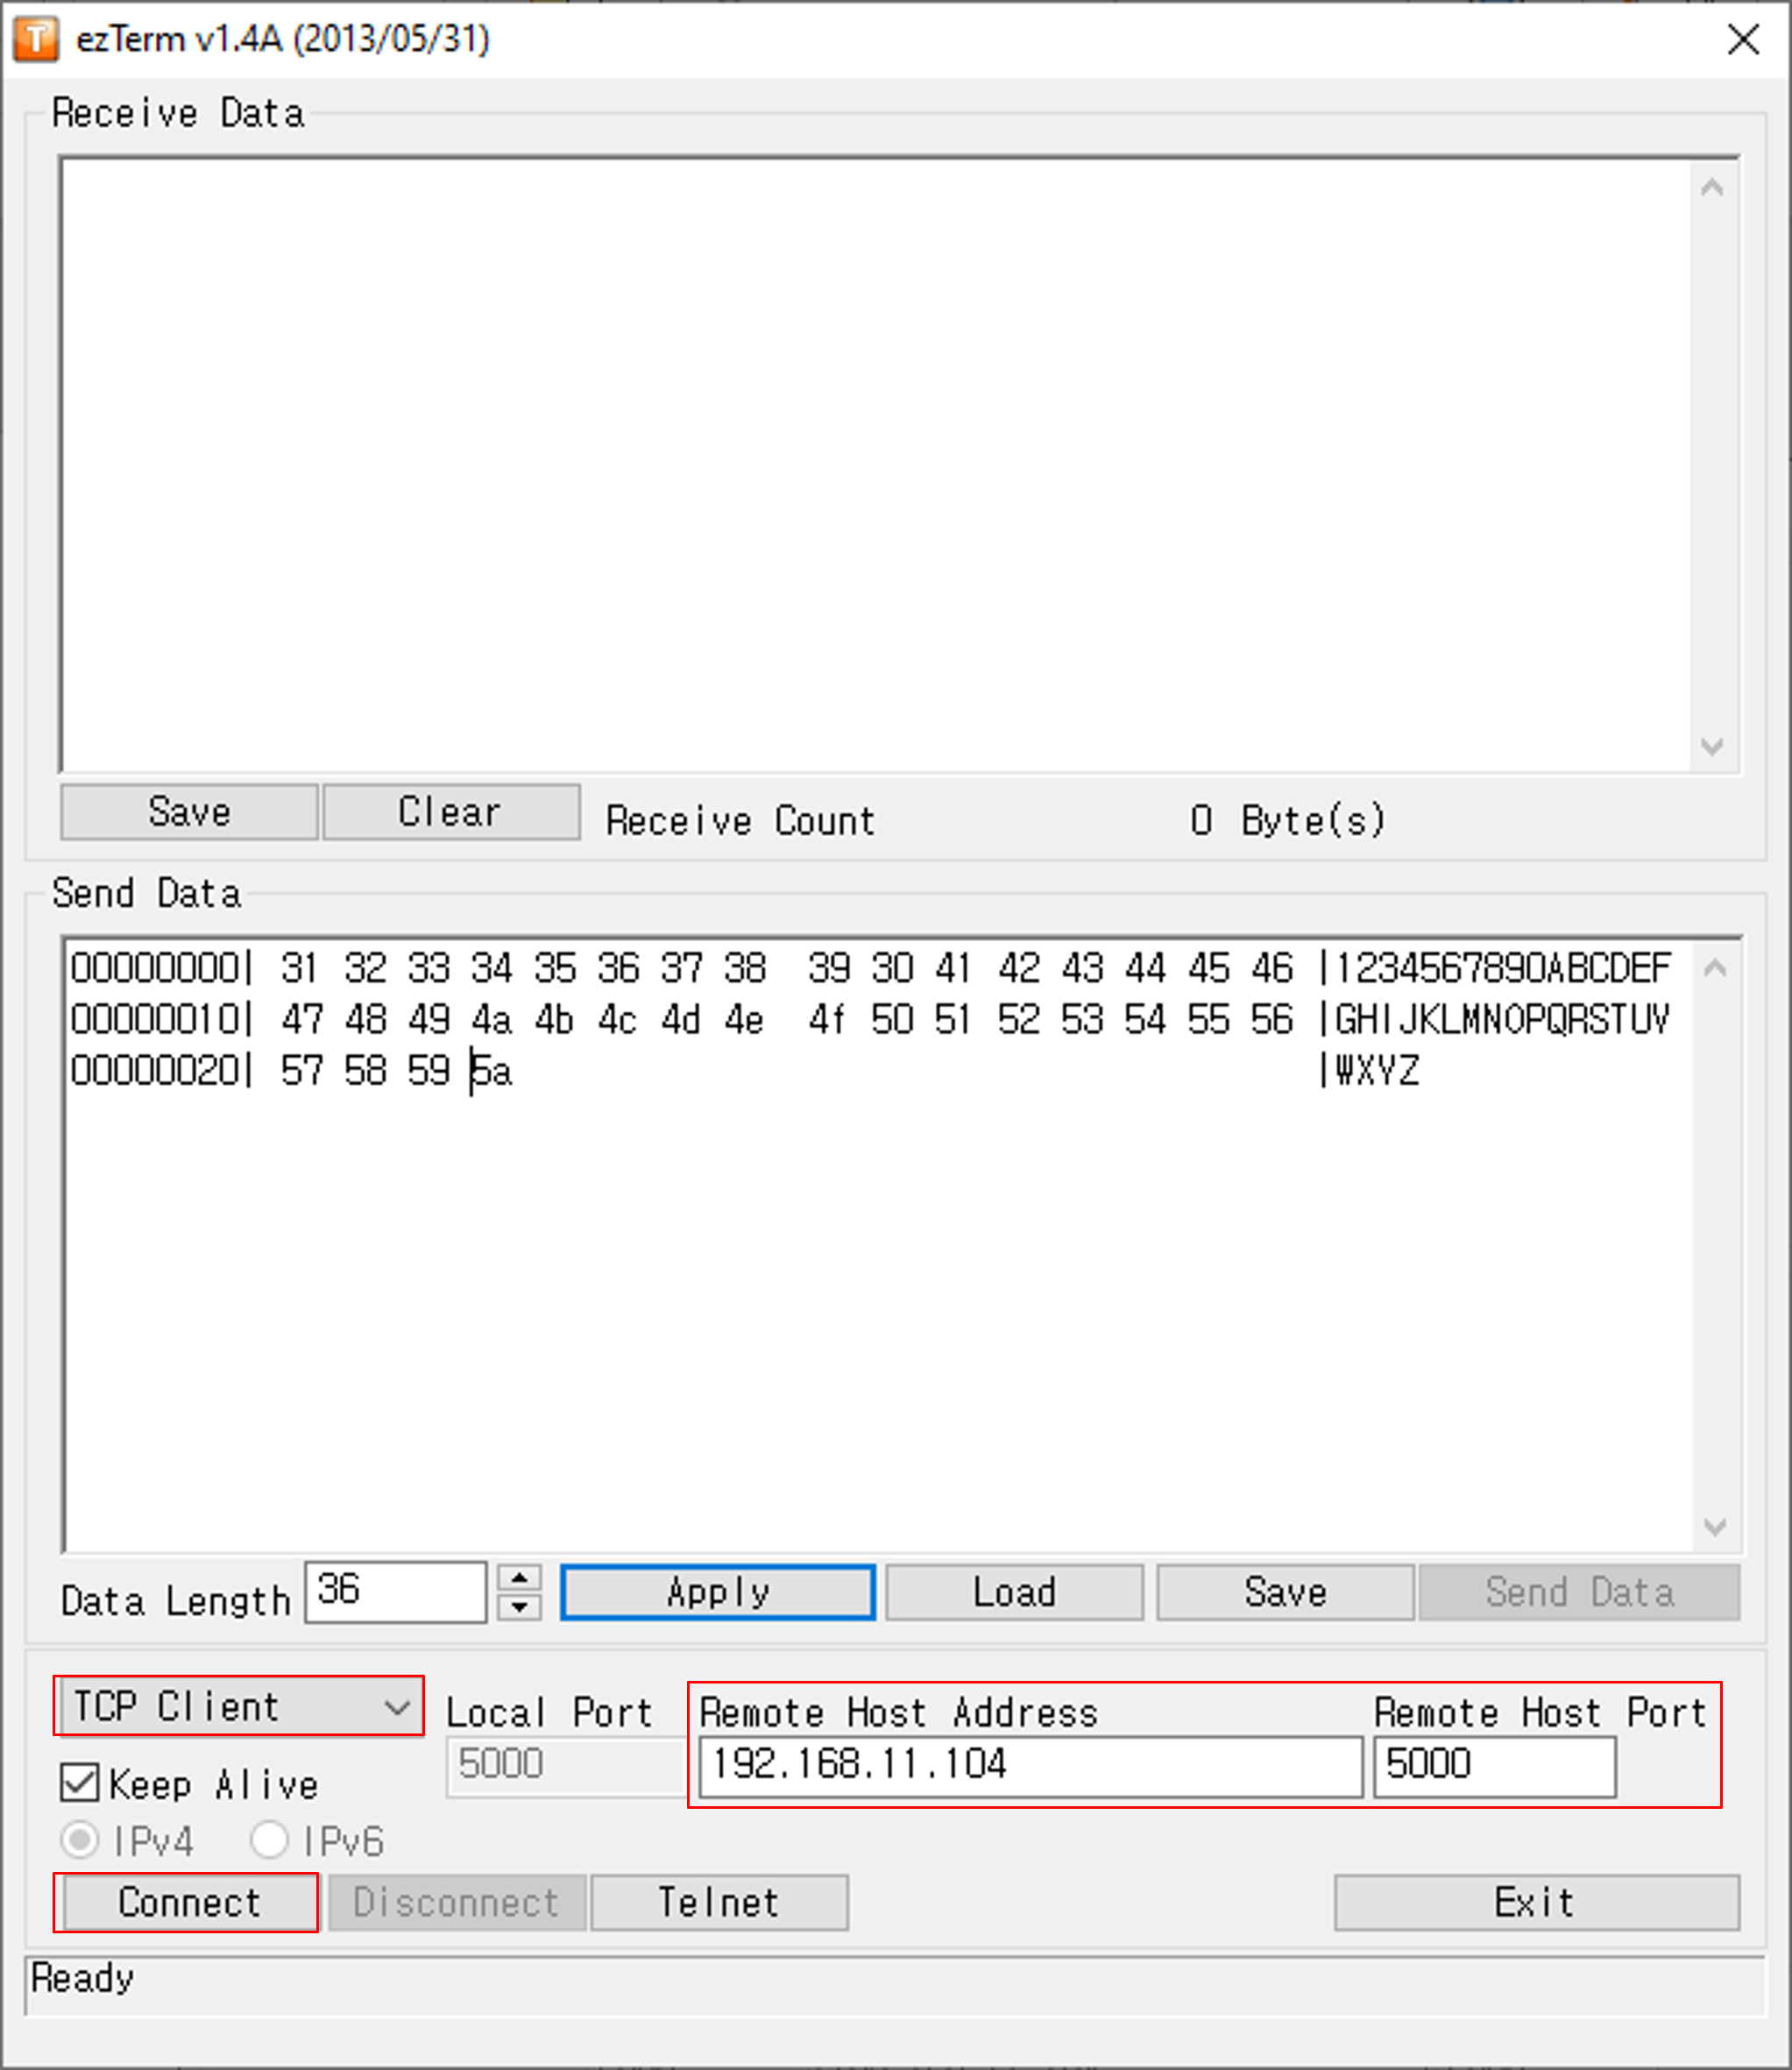 ezTerm v1.4A (2013/05/31)
Receive Data
Save Clear Receive Count 0 Byte(s)
Send Data
00000000| 31 32 33 34 35 36 37 38 39 30 41 42 43 44 45 46 |1234567890ABCDEF
00000010| 47 48 49 4a 4b 4c 4d 4e 4f 50 51 52 53 54 55 56 |GHIJKLMNOPQRSTUV
00000020| 57 58 59 5a |WXYZ
Data Length 36 Apply Load Save Send Data
TCP Client Local Port Remote Host Address Remote Host Port
5000 192.168.11.104 5000
Keep Alive
IPv4 IPv6
Connect Disconnect Telnet Exit
Ready